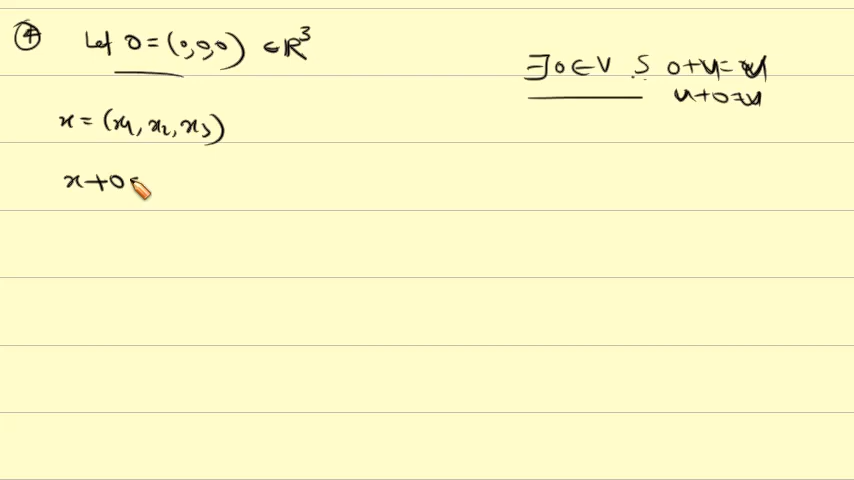 ④ Let 0 = (0,0,0) ∈ ℝ³
∃ 0 ∈ V S 0+u=u
u+0=u
x = (x1, x2, x3)
x+0=